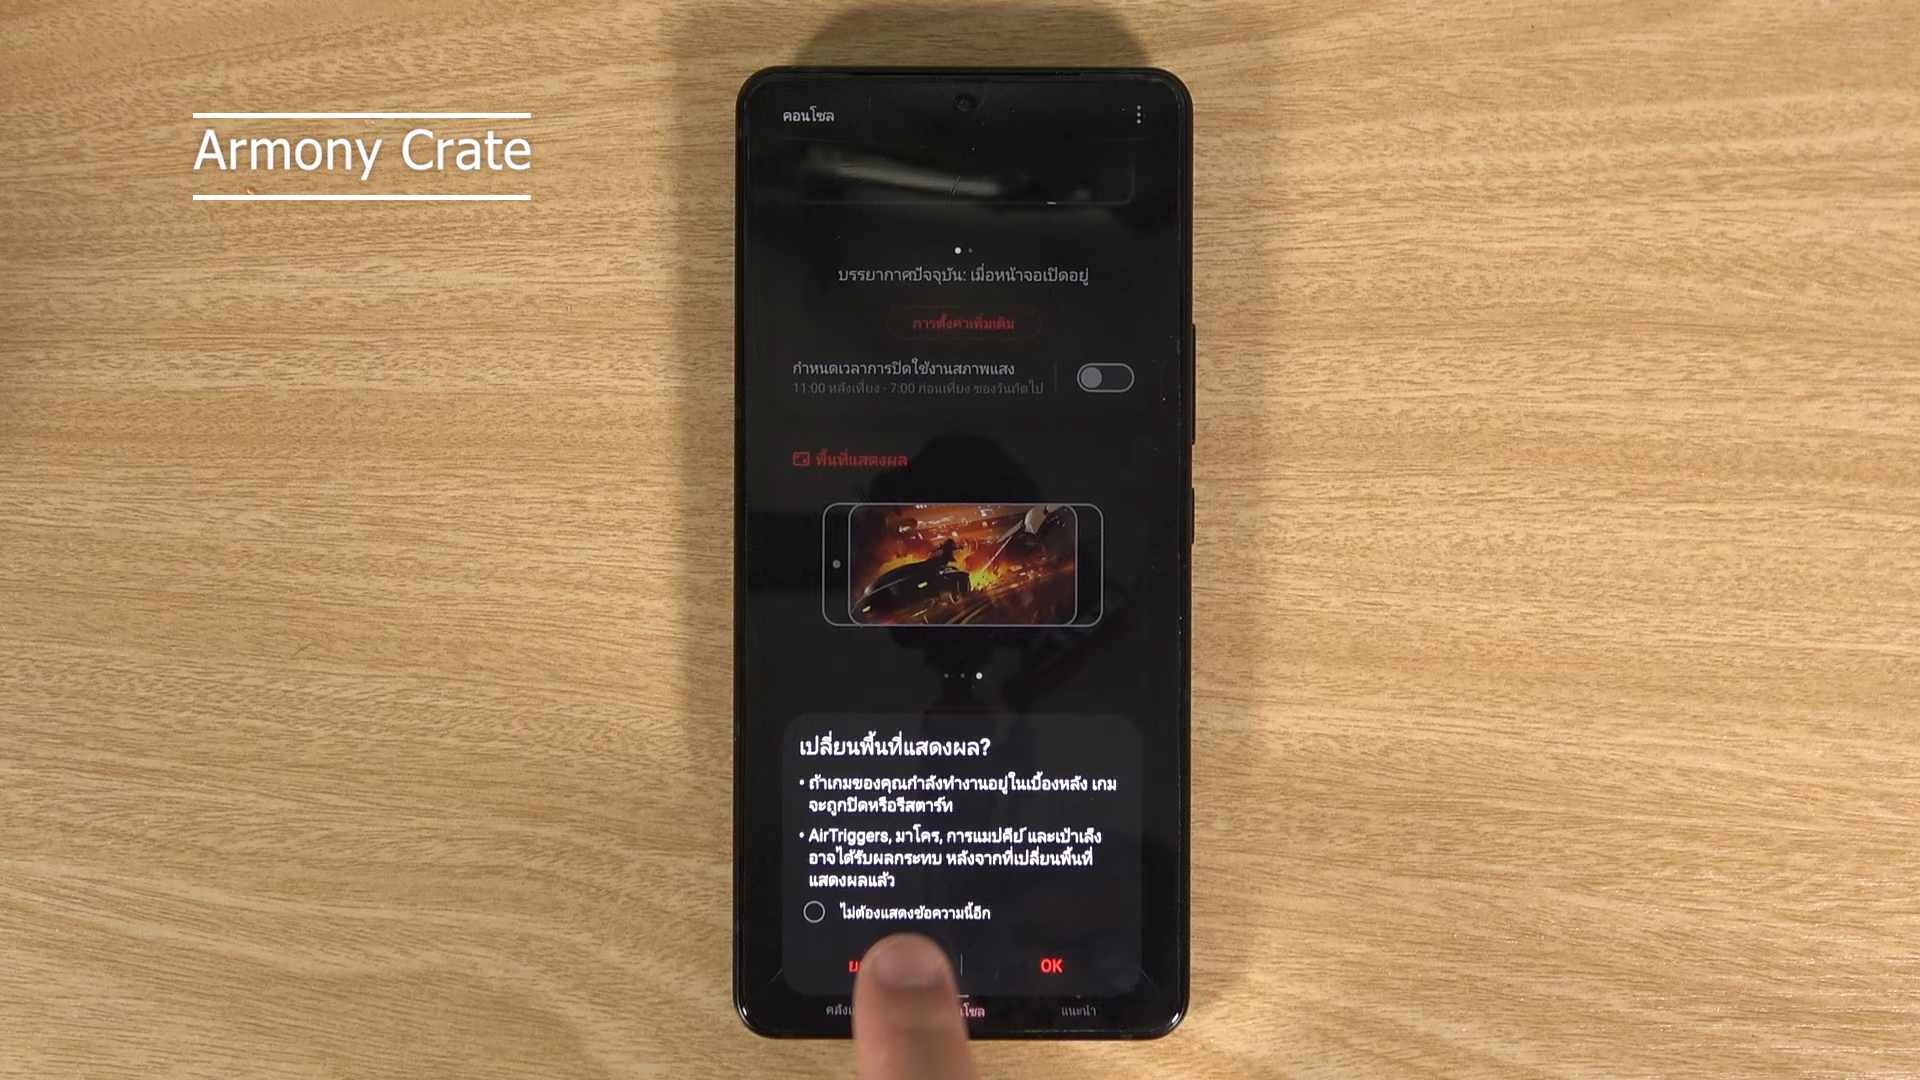 Armony Crate
คอนโซล
บรรยากาศปัจจุบัน: เมื่อหน้าจอเปิดอยู่
การตั้งค่าเพิ่มเติม
กำหนดเวลาการปิดใช้งานสภาพแสง
11:00 หลังเที่ยง - 7:00 ก่อนเที่ยง ของวันถัดไป
พื้นที่แสดงผล
เปลี่ยนพื้นที่แสดงผล?
• ถ้าเกมของคุณกำลังทำงานอยู่ในเบื้องหลัง เกม
จะถูกปิดหรือรีสตาร์ท
• AirTriggers, มาโคร, การแมปคีย์ และเป้าเล็ง
อาจได้รับผลกระทบ หลังจากที่เปลี่ยนพื้นที่
แสดงผลแล้ว
ไม่ต้องแสดงข้อความนี้อีก
OK
แนะนำ